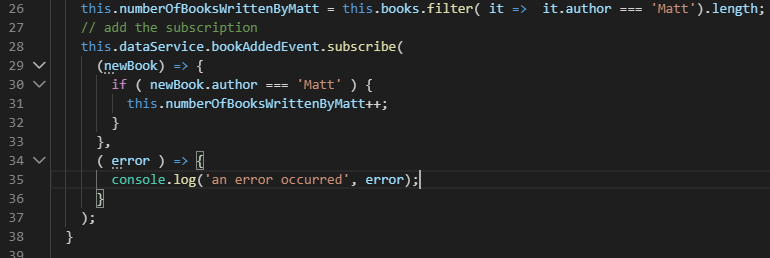 26 this.numberOfBooksWrittenByMatt = this.books.filter( it =>  it.author === 'Matt').length;
27 // add the subscription
28 this.dataService.bookAddedEvent.subscribe(
29 (newBook) => {
30 if ( newBook.author === 'Matt' ) {
31 this.numberOfBooksWrittenByMatt++;
32 }
33 },
34 ( error ) => {
35 console.log('an error occurred', error);
36 }
37 );
38 }
39